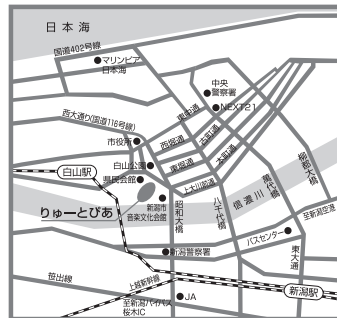 日本海
国道402号線
マリンピア
日本海
中央
警察署
NEXT21
西大通り(国道116号線)
東中通
西堀通
古町通
本町通
市役所
白山公園
東堀通
上大川前通
白山駅
県民会館
りゅーとぴあ
新潟市
音楽文化会館
昭和大橋
八千代橋
信濃川
萬代橋
柳都大橋
至新潟空港
バスセンター
東大通
新潟警察署
笹出線
上越新幹線
至新潟バイパス
桜木IC
JA
新潟駅